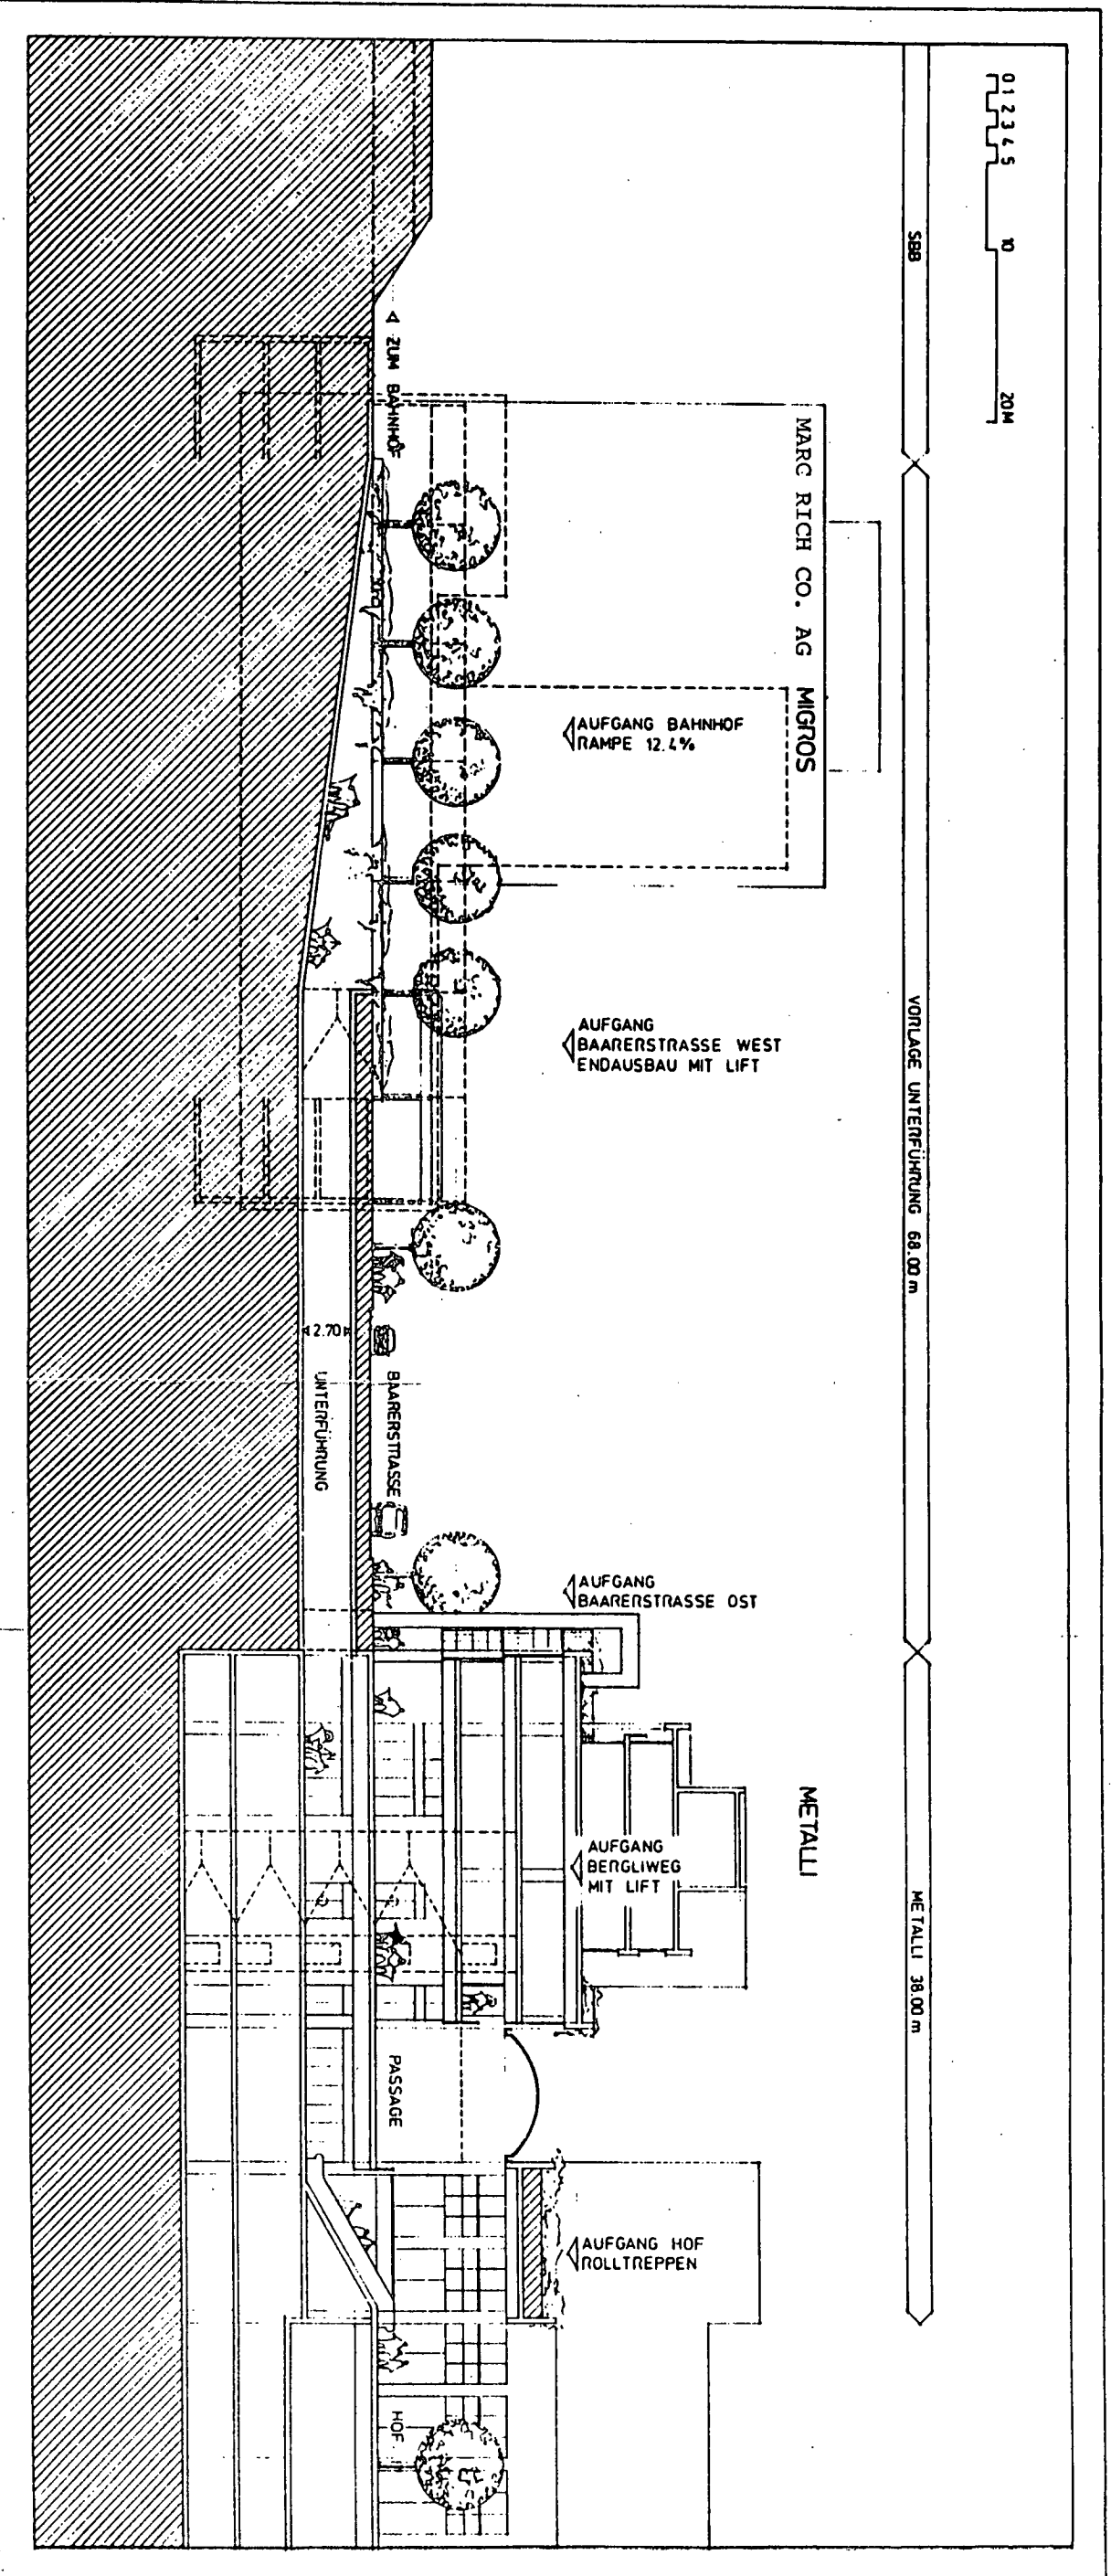 0 1 2 3 4 5 10 20M
SBB
VORLAGE UNTERFÜHRUNG 68.00 m
METALLI 38.00 m
MARC RICH CO. AG MIGROS
METALLI
AUFGANG BAHNHOF
RAMPE 12.4%
AUFGANG
BAARERSTRASSE WEST
ENDAUSBAU MIT LIFT
AUFGANG
BAARERSTRASSE OST
AUFGANG
BERGLIWEG
MIT LIFT
AUFGANG HOF
ROLLTREPPEN
ZUM BAHNHOF
BAARERSTRASSE
PASSAGE
HOF
2.70
UNTERFÜHRUNG